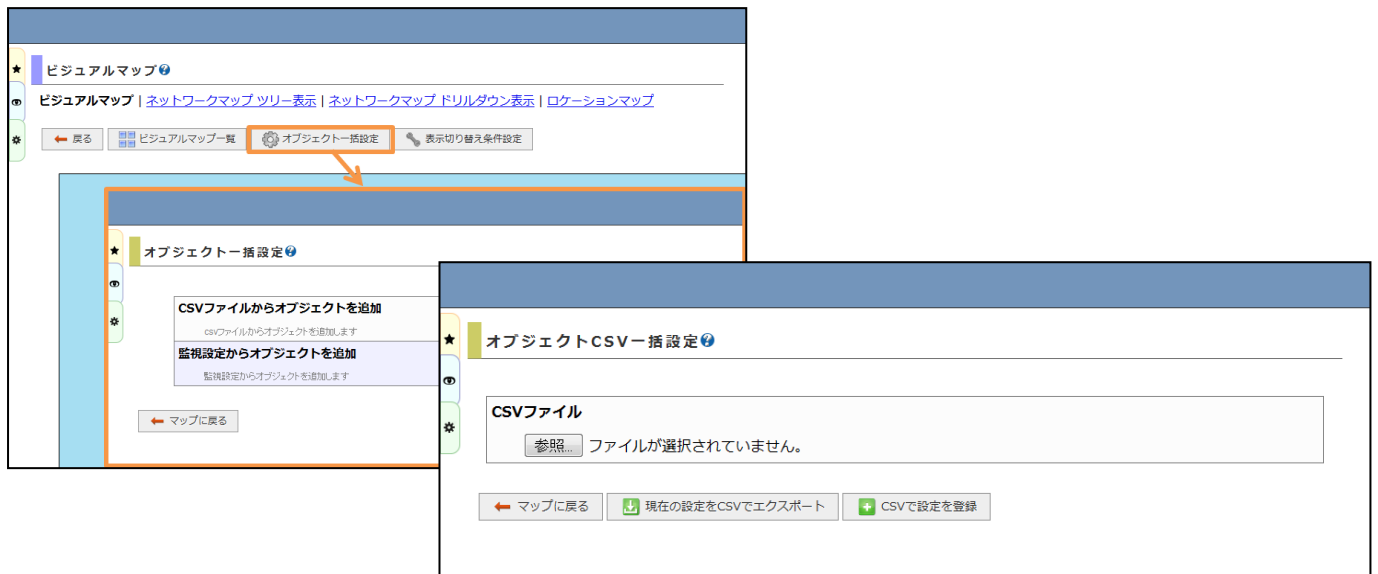 ビジュアルマップ?
ビジュアルマップ | ネットワークマップ ツリー表示 | ネットワークマップ ドリルダウン表示 | ロケーションマップ
戻る ビジュアルマップ一覧 オブジェクト一括設定 表示切り替え条件設定
オブジェクト一括設定?
CSVファイルからオブジェクトを追加
csvファイルからオブジェクトを追加します
監視設定からオブジェクトを追加
監視設定からオブジェクトを追加します
マップに戻る
オブジェクトCSV一括設定?
CSVファイル
参照... ファイルが選択されていません。
マップに戻る 現在の設定をCSVでエクスポート CSVで設定を登録